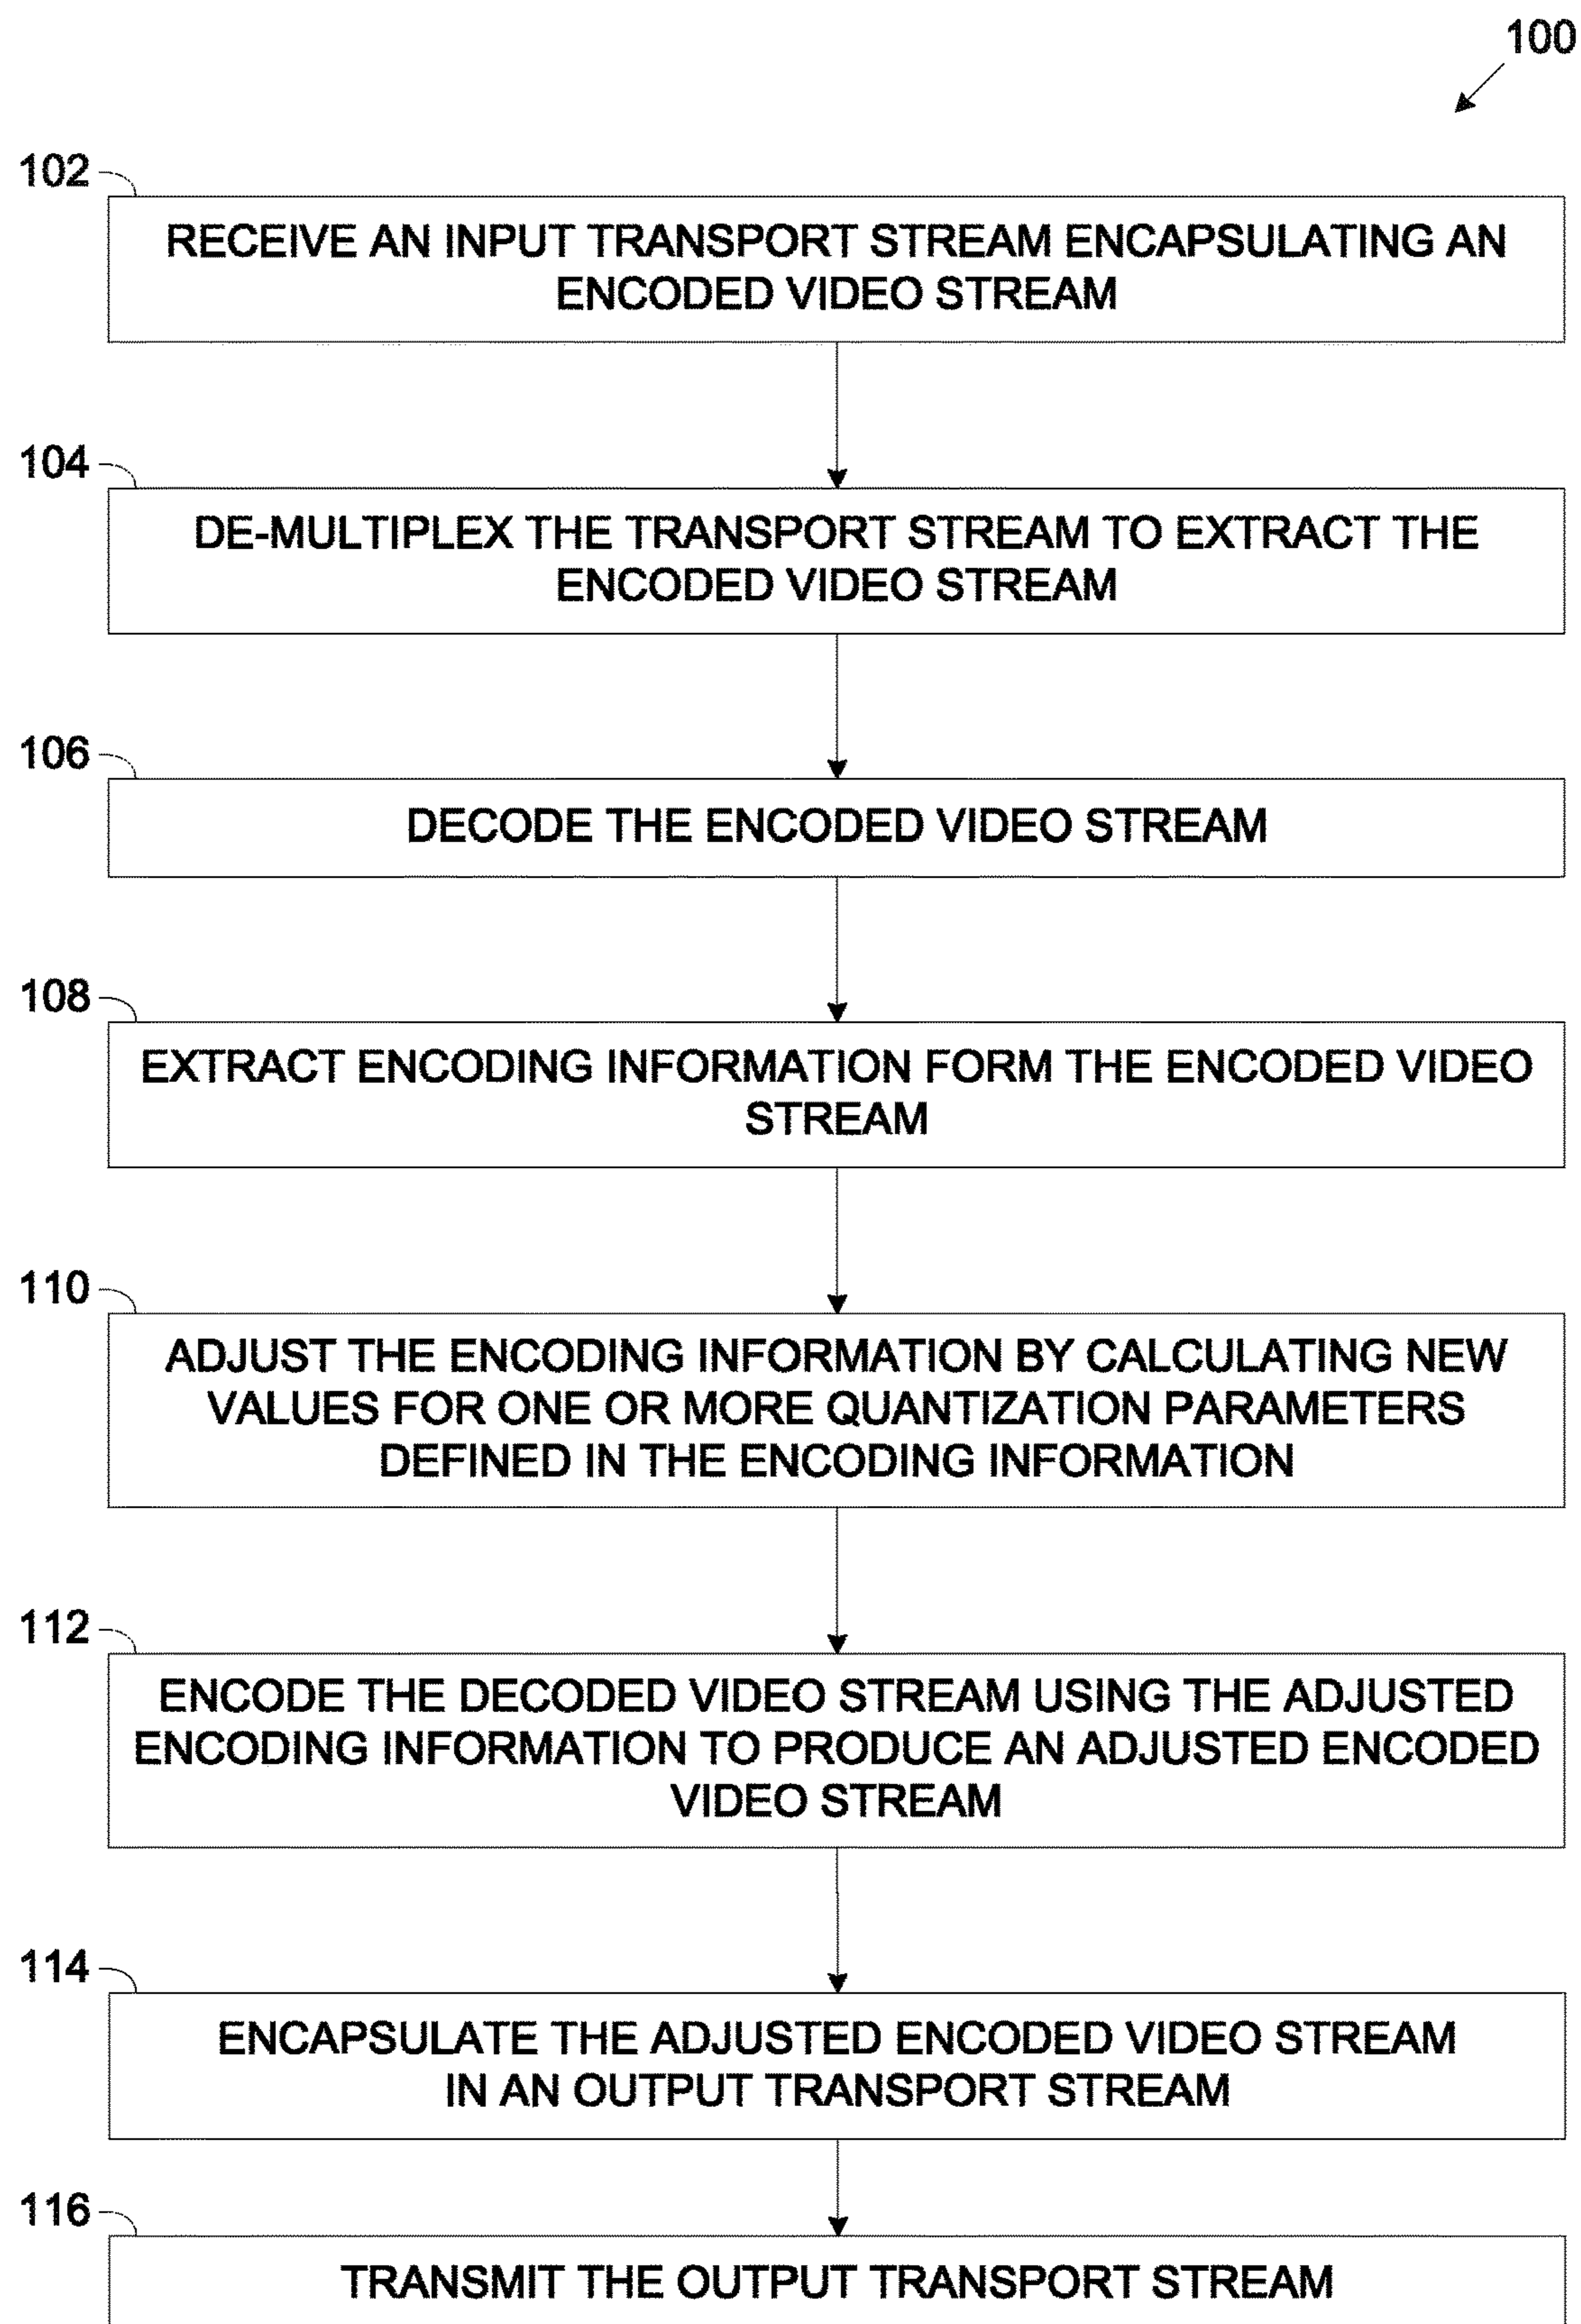 100
102
RECEIVE AN INPUT TRANSPORT STREAM ENCAPSULATING AN
ENCODED VIDEO STREAM
104
DE-MULTIPLEX THE TRANSPORT STREAM TO EXTRACT THE
ENCODED VIDEO STREAM
106
DECODE THE ENCODED VIDEO STREAM
108
EXTRACT ENCODING INFORMATION FORM THE ENCODED VIDEO
STREAM
110
ADJUST THE ENCODING INFORMATION BY CALCULATING NEW
VALUES FOR ONE OR MORE QUANTIZATION PARAMETERS
DEFINED IN THE ENCODING INFORMATION
112
ENCODE THE DECODED VIDEO STREAM USING THE ADJUSTED
ENCODING INFORMATION TO PRODUCE AN ADJUSTED ENCODED
VIDEO STREAM
114
ENCAPSULATE THE ADJUSTED ENCODED VIDEO STREAM
IN AN OUTPUT TRANSPORT STREAM
116
TRANSMIT THE OUTPUT TRANSPORT STREAM